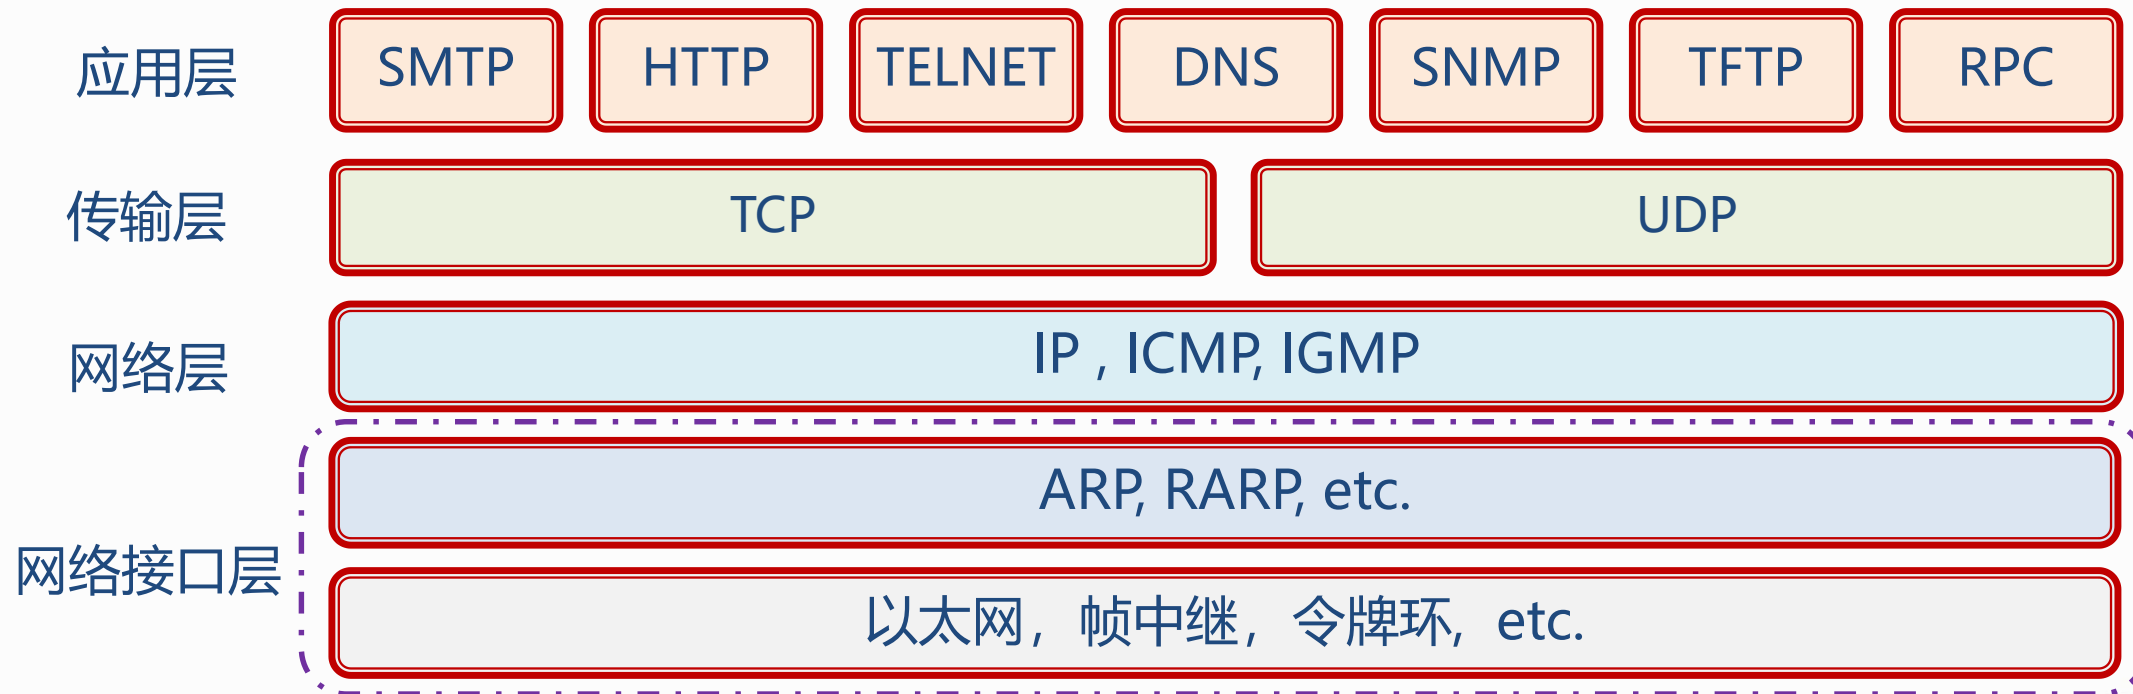 应用层 SMTP HTTP TELNET DNS SNMP TFTP RPC
传输层 TCP UDP
网络层 IP , ICMP, IGMP
ARP, RARP, etc.
网络接口层
以太网，帧中继，令牌环，etc.